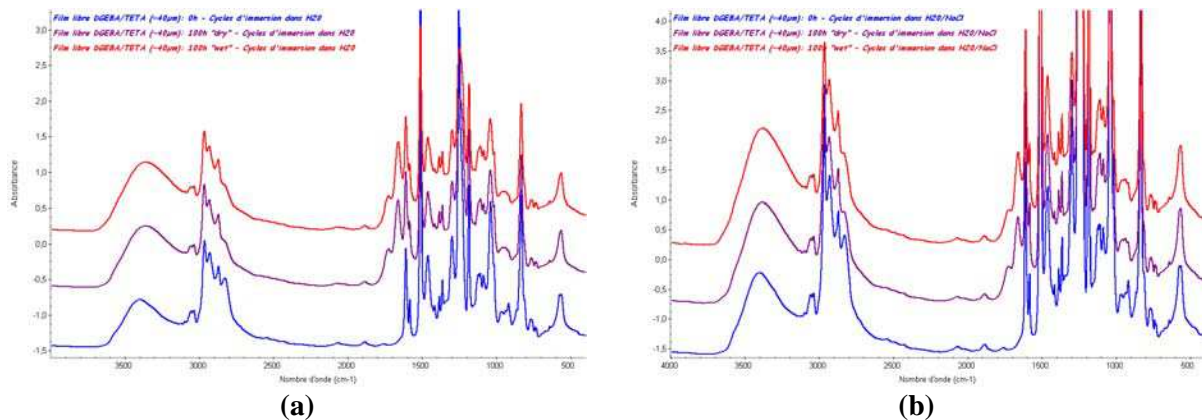 Film libre DGEBA/TETA (~40µm): 0h - Cycles d'immersion dans H2O
Film libre DGEBA/TETA (~40µm): 100h "dry" - Cycles d'immersion dans H2O
Film libre DGEBA/TETA (~40µm): 100h "wet" - Cycles d'immersion dans H2O
3,0
2,5
2,0
1,5
1,0
0,5
0,0
-0,5
-1,0
-1,5
Absorbance
3500 3000 2500 2000 1500 1000 500
Nombre d'onde (cm-1)
(a)
Film libre DGEBA/TETA (~40µm): 0h - Cycles d'immersion dans H2O/NaCl
Film libre DGEBA/TETA (~40µm): 100h "dry" - Cycles d'immersion dans H2O/NaCl
Film libre DGEBA/TETA (~40µm): 100h "wet" - Cycles d'immersion dans H2O/NaCl
4,0
3,5
3,0
2,5
2,0
1,5
1,0
0,5
0,0
-0,5
-1,0
-1,5
Absorbance
4000 3500 3000 2500 2000 1500 1000 500
Nombre d'onde (cm-1)
(b)